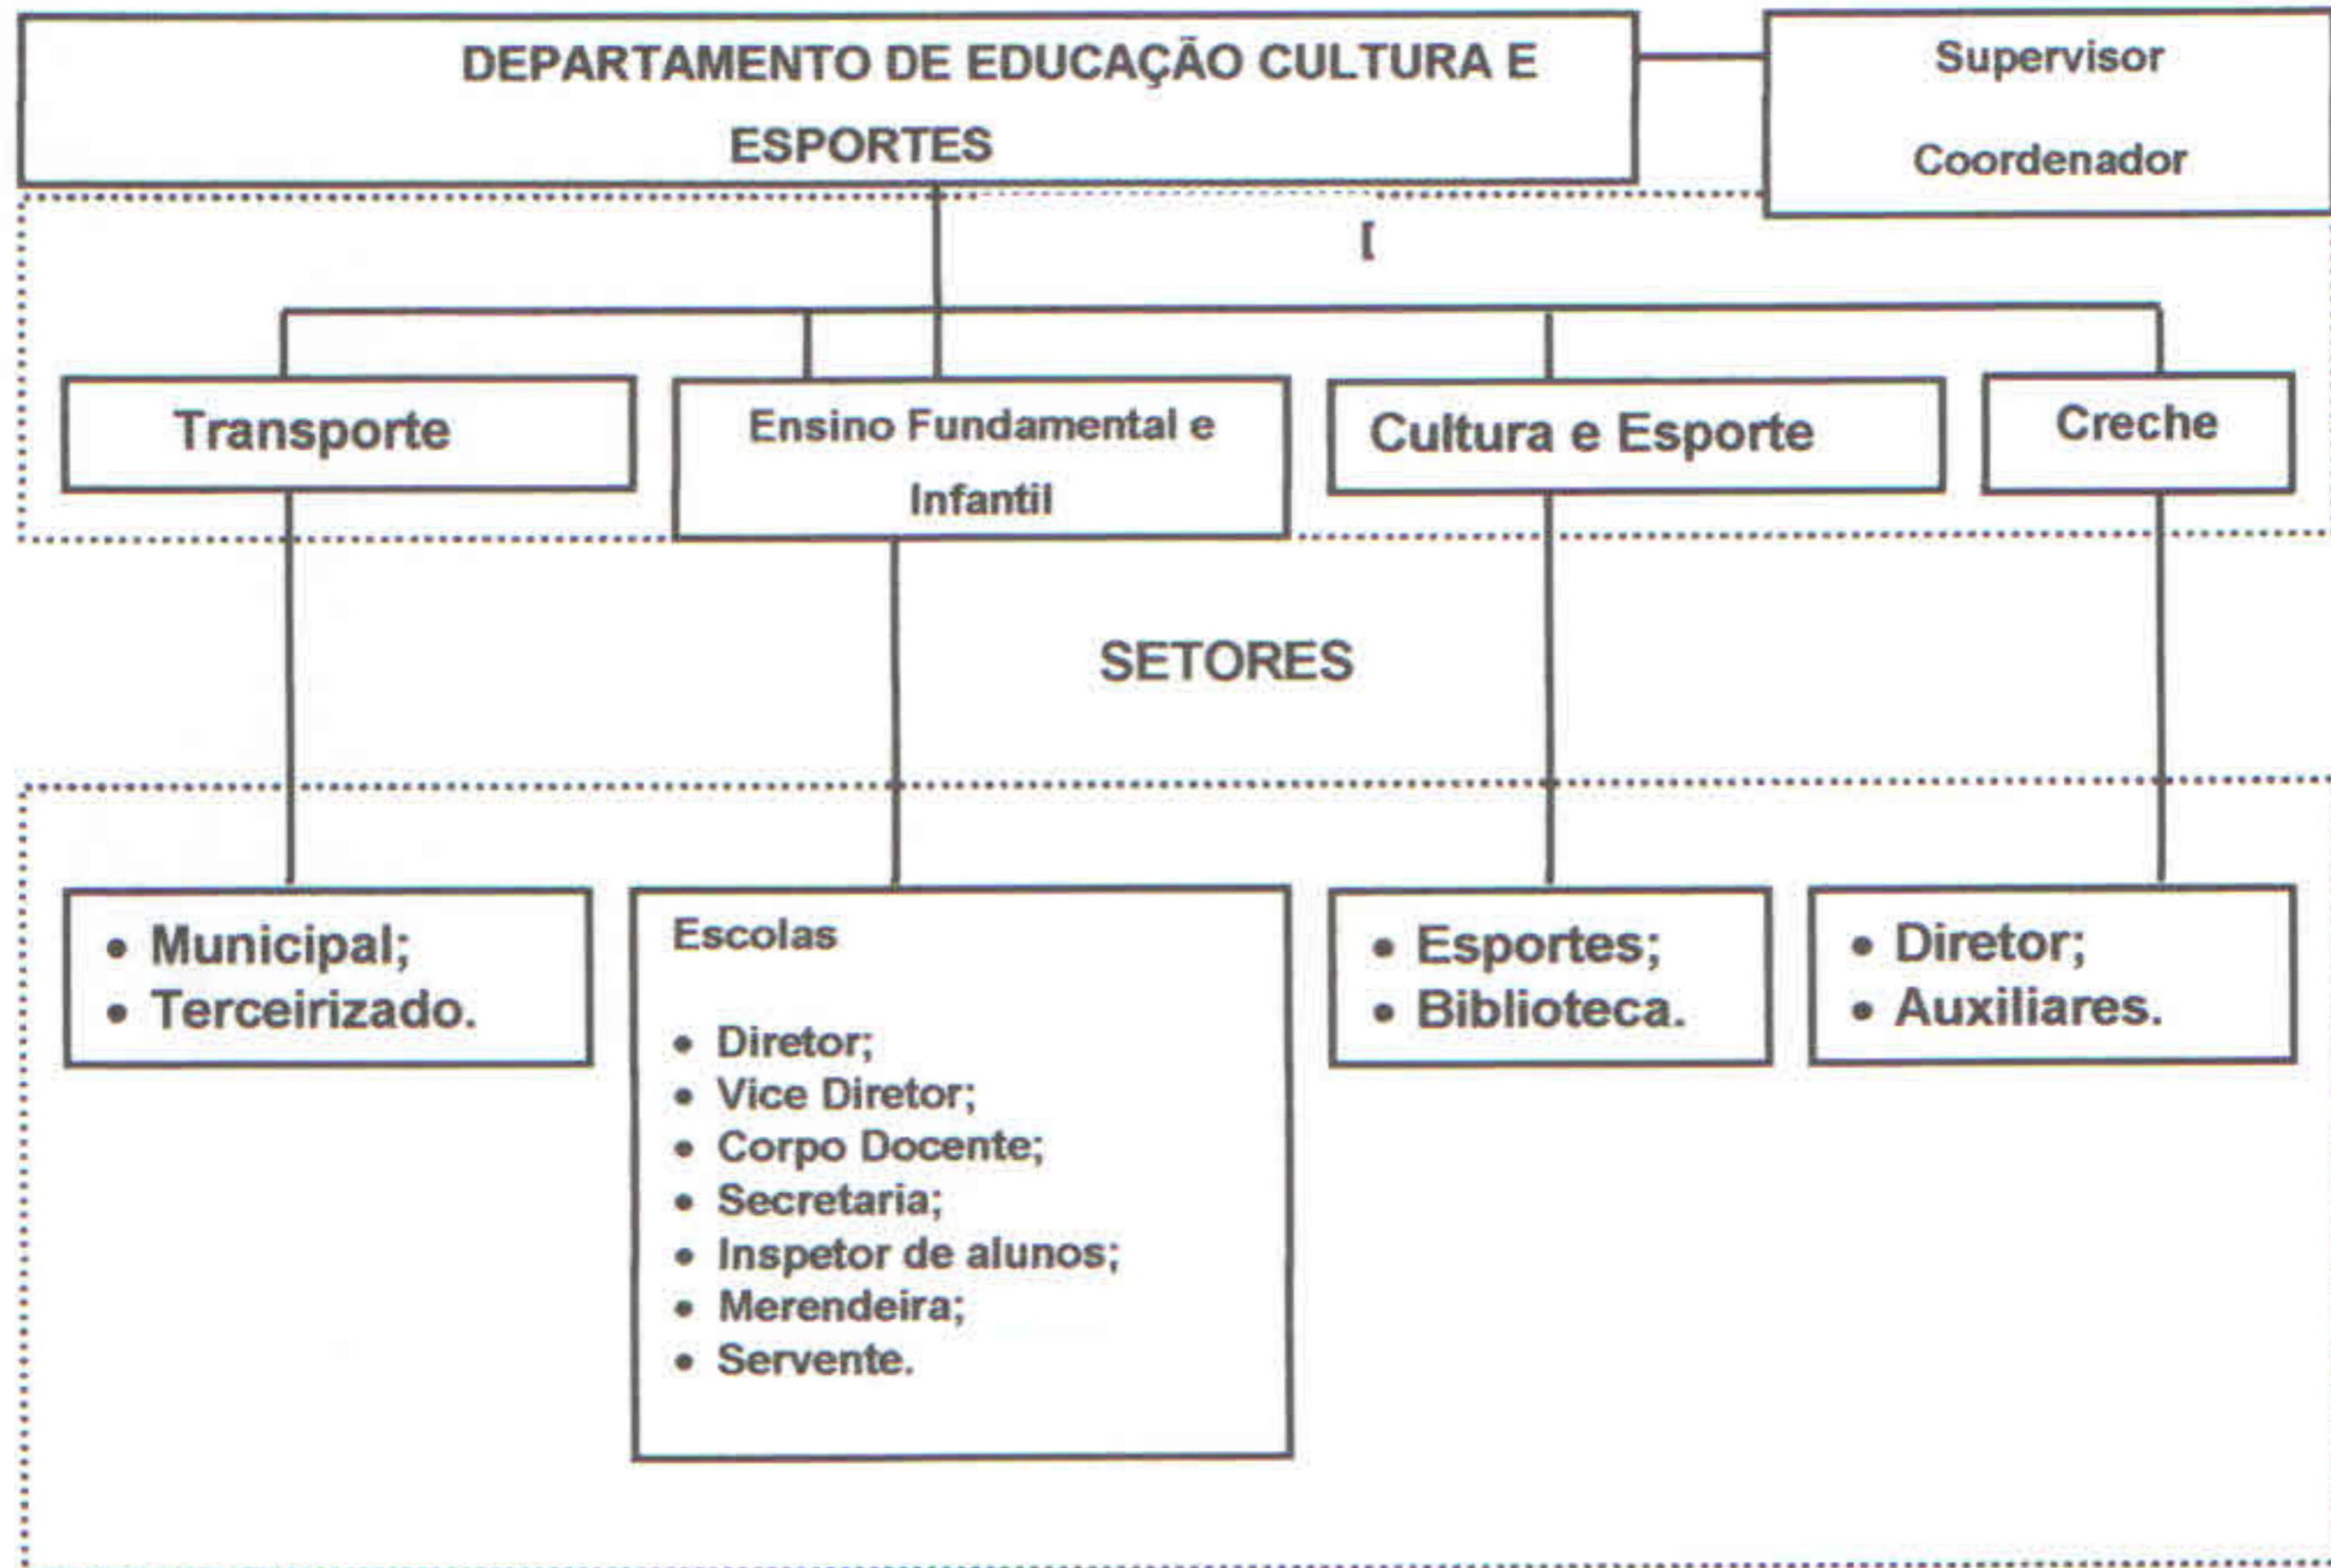 DEPARTAMENTO DE EDUCAÇÃO CULTURA E
ESPORTES
Supervisor
Coordenador
[
Transporte
Ensino Fundamental e
Infantil
Cultura e Esporte
Creche
SETORES
• Municipal;
• Terceirizado.
Escolas
• Diretor;
• Vice Diretor;
• Corpo Docente;
• Secretaria;
• Inspetor de alunos;
• Merendeira;
• Servente.
• Esportes;
• Biblioteca.
• Diretor;
• Auxiliares.